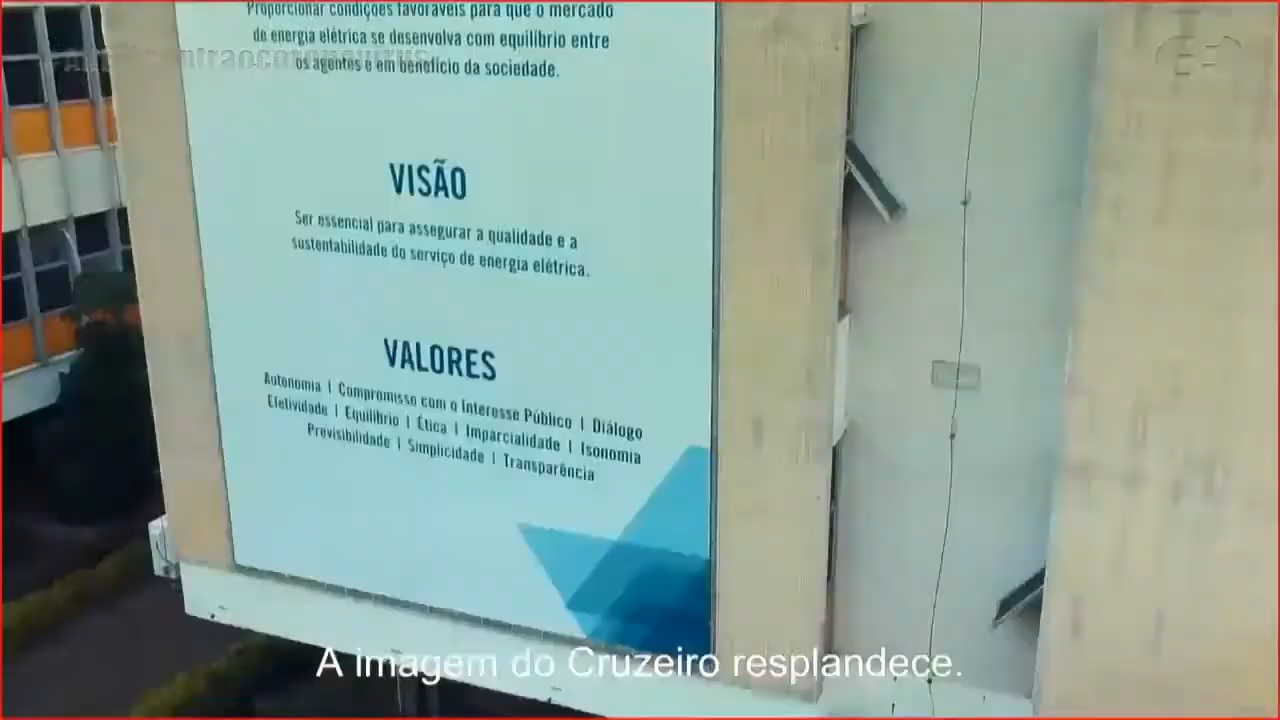 Proporcionar condições favoráveis para que o mercado
de energia elétrica se desenvolva com equilíbrio entre
os agentes e em benefício da sociedade.
VISÃO
Ser essencial para assegurar a qualidade e a
sustentabilidade do serviço de energia elétrica.
VALORES
Autonomia | Compromisso com o Interesse Público | Diálogo
Efetividade | Equilíbrio | Ética | Imparcialidade | Isonomia
Previsibilidade | Simplicidade | Transparência
A imagem do Cruzeiro resplandece.